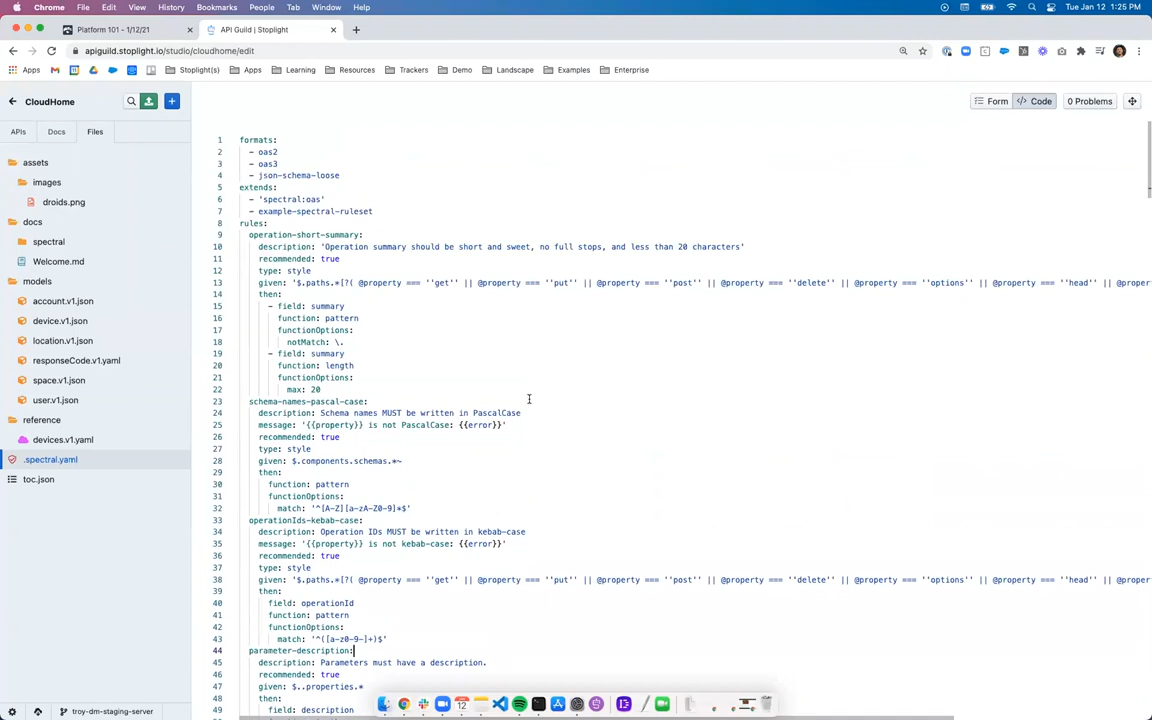 Chrome File Edit View History Bookmarks People Tab Window Help Tue Jan 12 1:25 PM
Platform 101 - 1/12/21 × API Guild | Stoplight ×
apiguild.stoplight.io/studio/cloudhome/edit
Apps Stoplight(s) Apps Learning Resources Trackers Demo Landscape Examples Enterprise
CloudHome
Form </> Code 0 Problems
APIs Docs Files
assets
images
droids.png
docs
spectral
Welcome.md
models
account.v1.json
device.v1.json
location.v1.json
responseCode.v1.yaml
space.v1.json
user.v1.json
reference
devices.v1.yaml
.spectral.yaml
toc.json
troy-dm-staging-server
1 formats:
2 - oas2
3 - oas3
4 - json-schema-loose
5 extends:
6 - 'spectral:oas'
7 - example-spectral-ruleset
8 rules:
9 operation-short-summary:
10 description: 'Operation summary should be short and sweet, no full stops, and less than 20 characters'
11 recommended: true
12 type: style
13 given: '$.paths.*[?( @property === ''get'' || @property === ''put'' || @property === ''post'' || @property === ''delete'' || @property === ''options'' || @property === ''head'' || @proper
14 then:
15 - field: summary
16 function: pattern
17 functionOptions:
18 notMatch: \.
19 - field: summary
20 function: length
21 functionOptions:
22 max: 20
23 schema-names-pascal-case:
24 description: Schema names MUST be written in PascalCase
25 message: '{{property}} is not PascalCase: {{error}}'
26 recommended: true
27 type: style
28 given: $.components.schemas.*~
29 then:
30 function: pattern
31 functionOptions:
32 match: '^[A-Z][a-zA-Z0-9]*$'
33 operationIds-kebab-case:
34 description: Operation IDs MUST be written in kebab-case
35 message: '{{property}} is not kebab-case: {{error}}'
36 recommended: true
37 type: style
38 given: '$.paths.*[?( @property === ''get'' || @property === ''put'' || @property === ''post'' || @property === ''delete'' || @property === ''options'' || @property === ''head'' || @proper
39 then:
40 field: operationId
41 function: pattern
42 functionOptions:
43 match: '^([a-z0-9-]+)$'
44 parameter-description:
45 description: Parameters must have a description.
46 recommended: true
47 given: $..properties.*
48 then:
49 field: description
12